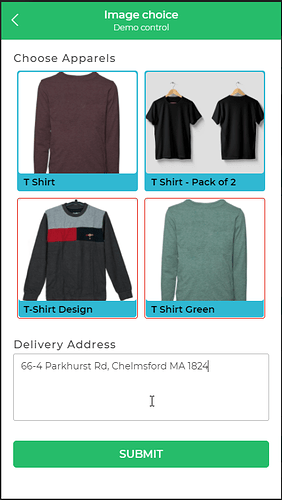 Image choice
Demo control
Choose Apparels
T Shirt
T Shirt - Pack of 2
T-Shirt Design
T Shirt Green
Delivery Address
66-4 Parkhurst Rd, Chelmsford MA 1824
SUBMIT